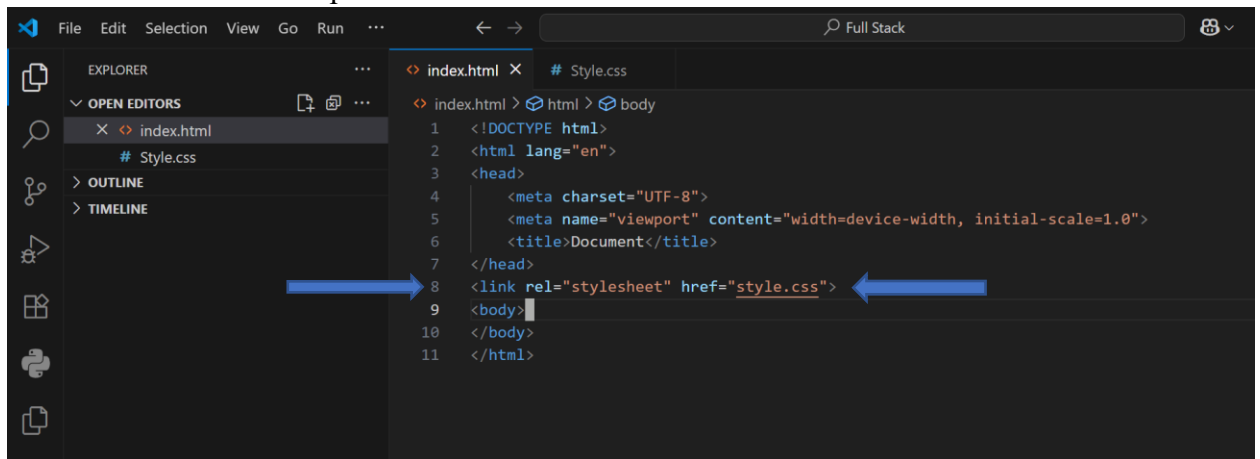 File Edit Selection View Go Run ···
Full Stack
EXPLORER ···
OPEN EDITORS ···
index.html
# Style.css
OUTLINE
TIMELINE
index.html
# Style.css
index.html > html > body
1 <!DOCTYPE html>
2 <html lang="en">
3 <head>
4 <meta charset="UTF-8">
5 <meta name="viewport" content="width=device-width, initial-scale=1.0">
6 <title>Document</title>
7 </head>
8 <link rel="stylesheet" href="style.css">
9 <body>
10 </body>
11 </html>